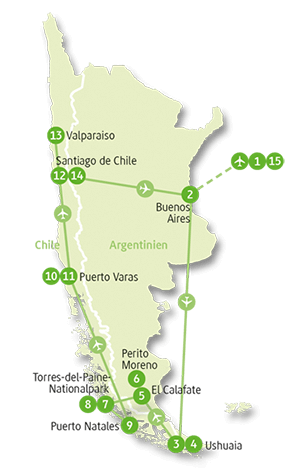 13 Valparaiso
1 15
Santiago de Chile
12 14
2
Buenos
Aires
Chile
Argentinien
10 11 Puerto Varas
Perito
Moreno
6
Torres-del-Paine-
Nationalpark
5 El Calafate
8 7
Puerto Natales 9
3 4 Ushuaia